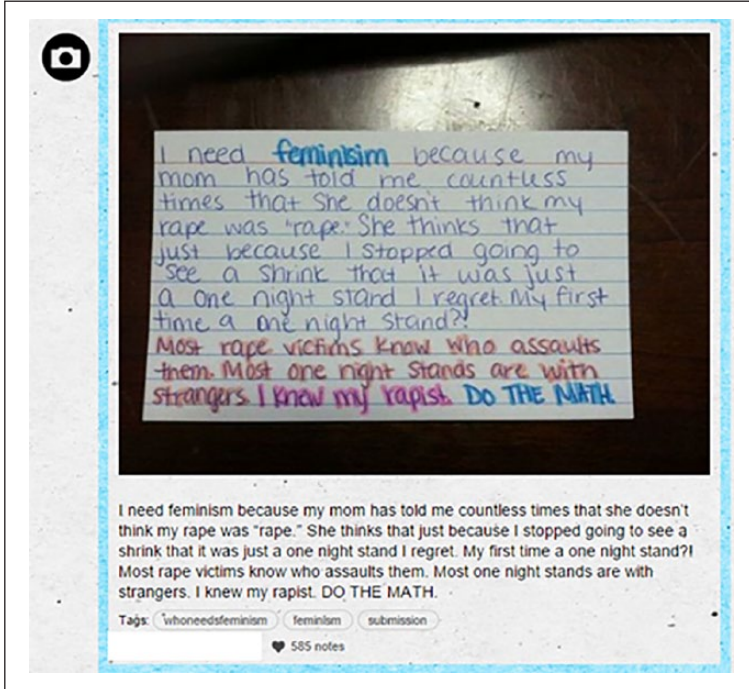 I need feminisim because my
mom has told me countless
times that she doesn't think my
rape was "rape." She thinks that
just because I stopped going to
see a shrink that it was just
a one night stand I regret. My first
time a one night stand?!
Most rape victims know who assaults
them. Most one night stands are with
strangers. I knew my rapist. DO THE MATH.
I need feminism because my mom has told me countless times that she doesn't
think my rape was "rape." She thinks that just because I stopped going to see a
shrink that it was just a one night stand I regret. My first time a one night stand?!
Most rape victims know who assaults them. Most one night stands are with
strangers. I knew my rapist. DO THE MATH.
Tags: whoneedsfeminism feminism submission
585 notes